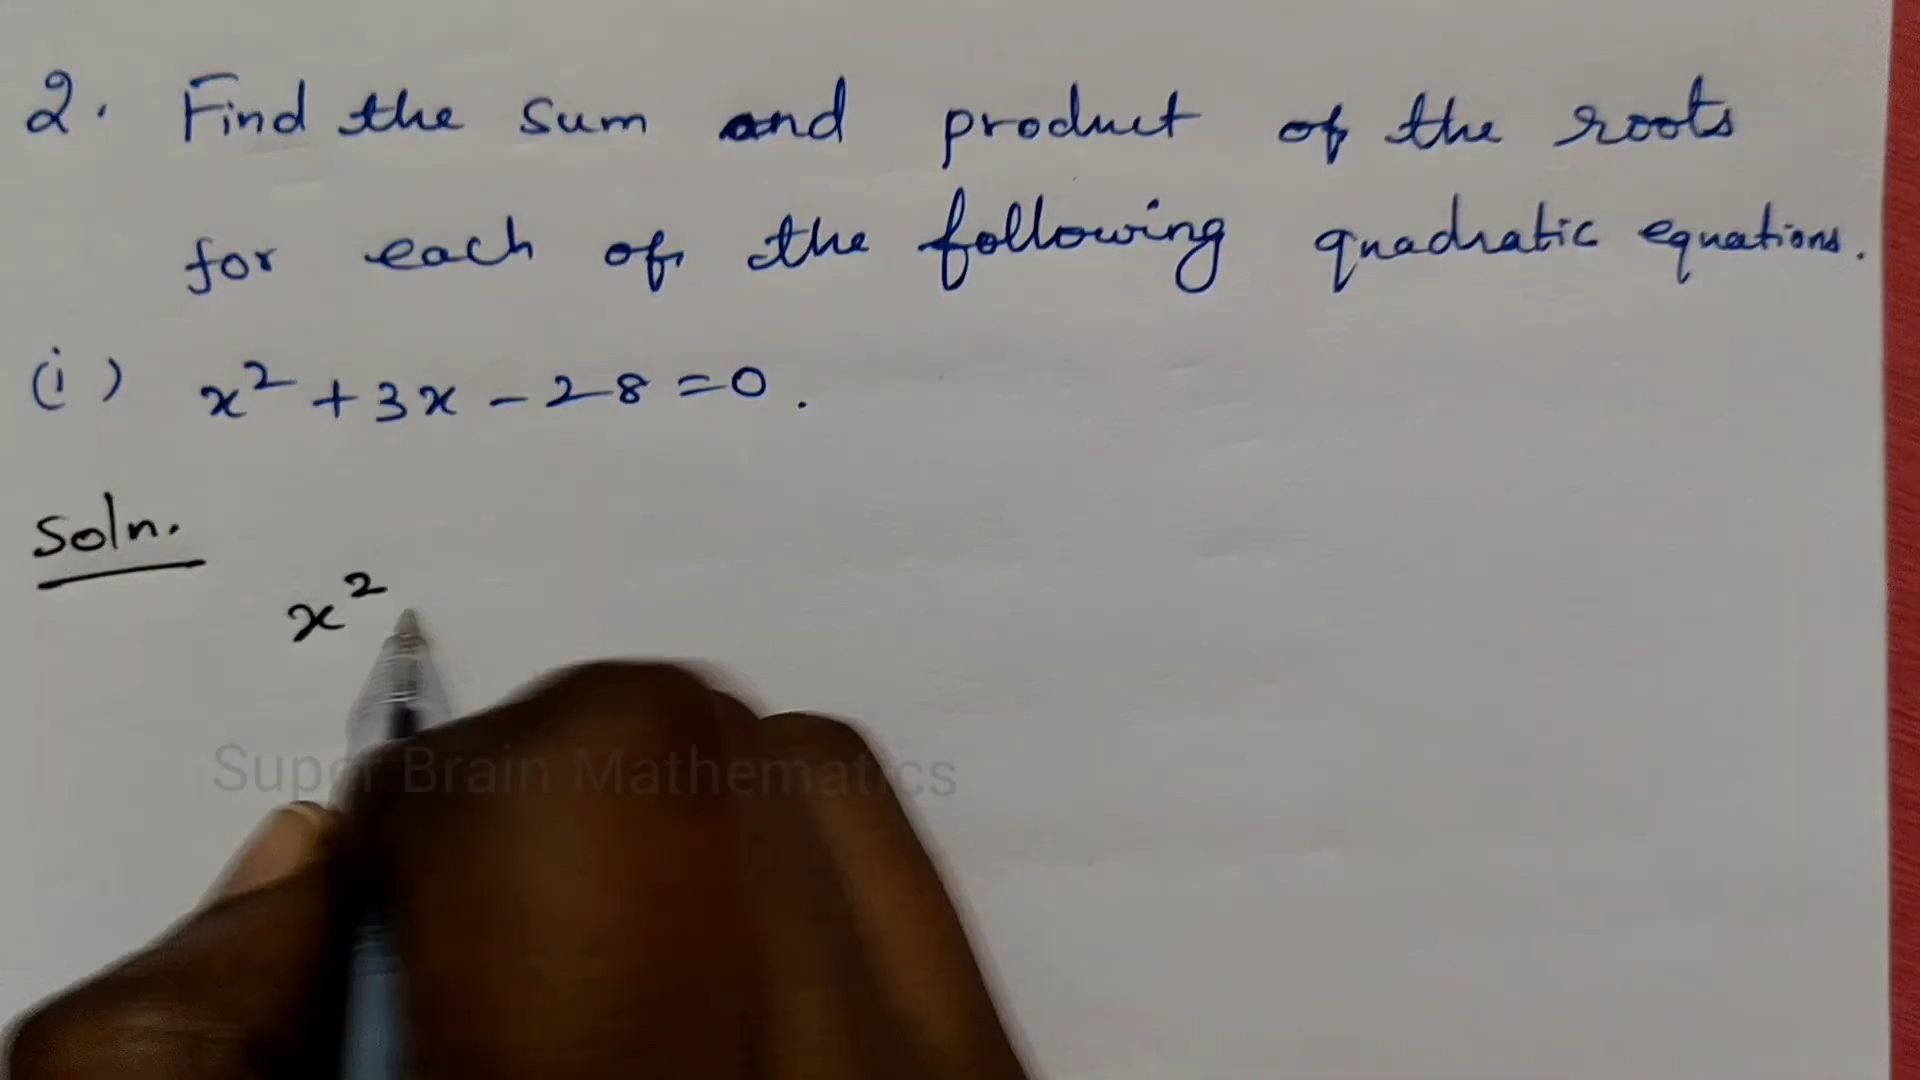 2. Find the sum and product of the roots
for each of the following quadratic equations.
(i) x² + 3x - 28 = 0.
Soln.
x²
Super Brain Mathematics